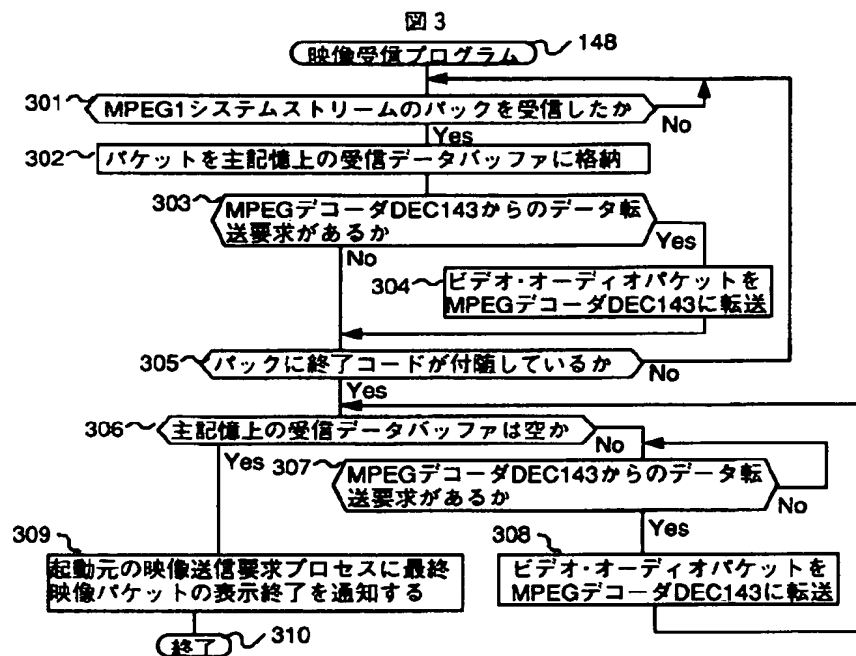 図3
映像受信プログラム
148
301
MPEG1システムストリームのパックを受信したか
No
Yes
302
パケットを主記憶上の受信データバッファに格納
303
MPEGデコーダDEC143からのデータ転
送要求があるか
Yes
No
304
ビデオ･オーディオパケットを
MPEGデコーダDEC143に転送
305
パックに終了コードが付随しているか
No
Yes
306
主記憶上の受信データバッファは空か
No
Yes
307
MPEGデコーダDEC143からのデータ転
送要求があるか
No
Yes
309
起動元の映像送信要求プロセスに最終
映像パケットの表示終了を通知する
308
ビデオ･オーディオパケットを
MPEGデコーダDEC143に転送
終了
310